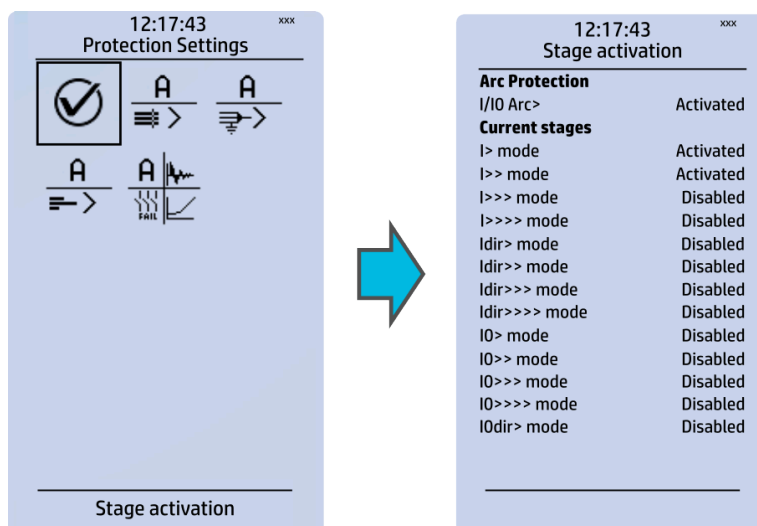 12:17:43 xxx
Protection Settings
A A
A A
FAIL
Stage activation
12:17:43 xxx
Stage activation
Arc Protection
I/I0 Arc> Activated
Current stages
I> mode Activated
I>> mode Activated
I>>> mode Disabled
I>>>> mode Disabled
Idir> mode Disabled
Idir>> mode Disabled
Idir>>> mode Disabled
Idir>>>> mode Disabled
I0> mode Disabled
I0>> mode Disabled
I0>>> mode Disabled
I0>>>> mode Disabled
I0dir> mode Disabled